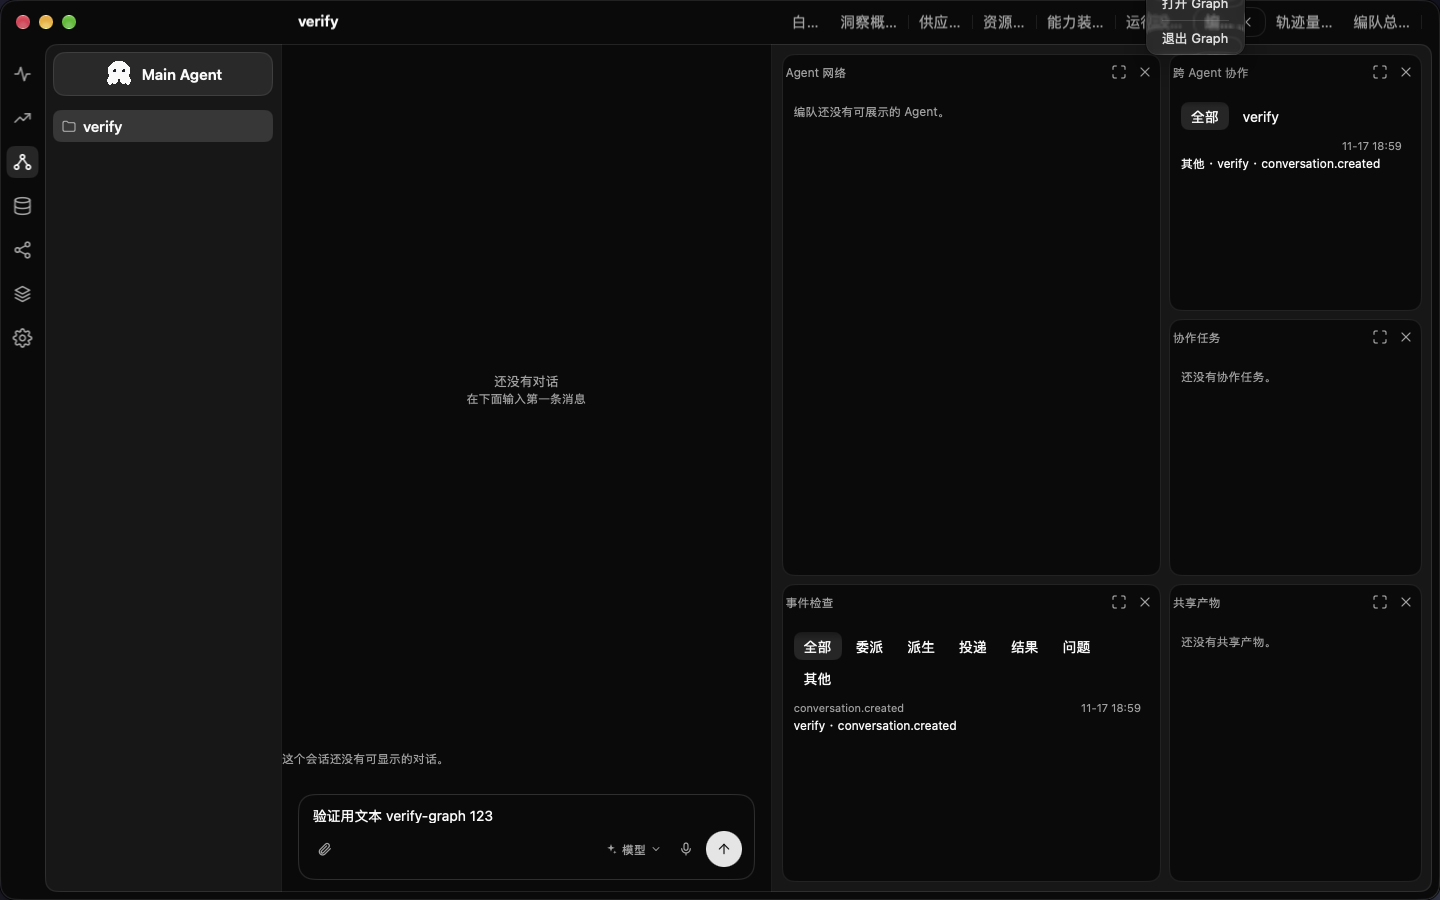 verify
白...
洞察概...
供应...
资源...
能力装...
打开 Graph
退出 Graph
轨迹量...
编队总...
Main Agent
verify
还没有对话
在下面输入第一条消息
这个会话还没有可显示的对话。
验证用文本 verify-graph 123
模型
Agent 网络
编队还没有可展示的 Agent。
跨 Agent 协作
全部 verify
11-17 18:59
其他 · verify · conversation.created
协作任务
还没有协作任务。
事件检查
全部 委派 派生 投递 结果 问题
其他
conversation.created 11-17 18:59
verify · conversation.created
共享产物
还没有共享产物。